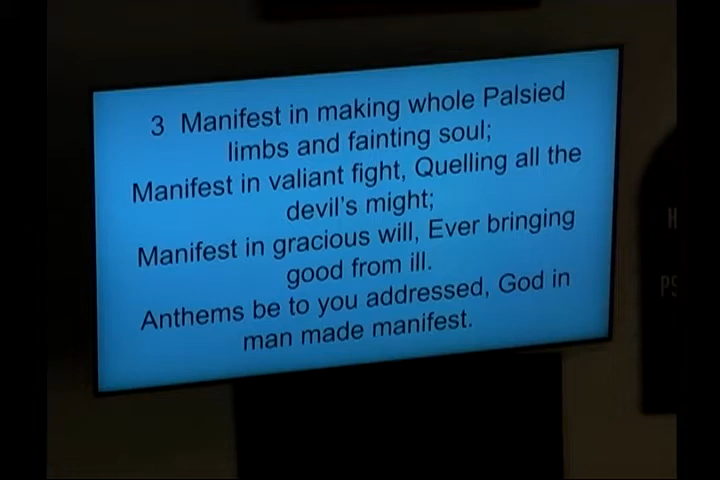 3 Manifest in making whole Palsied
limbs and fainting soul;
Manifest in valiant fight, Quelling all the
devil's might;
Manifest in gracious will, Ever bringing
good from ill.
Anthems be to you addressed, God in
man made manifest.